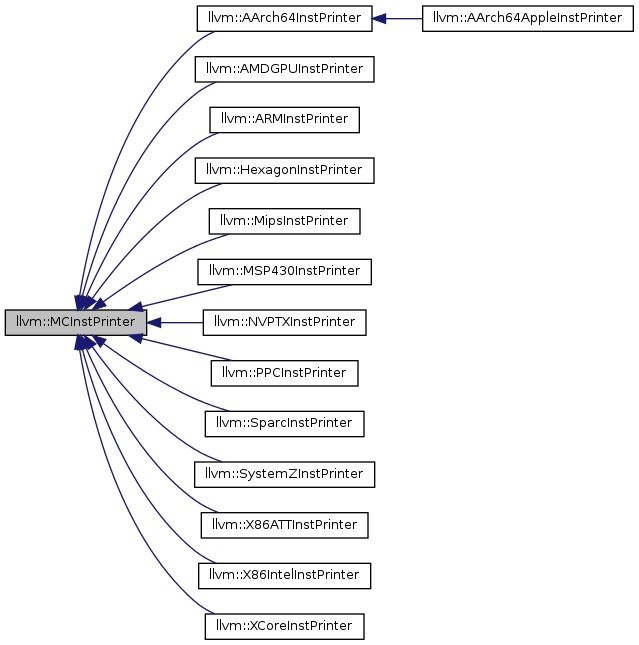 llvm::AArch64InstPrinter
llvm::AArch64AppleInstPrinter
llvm::AMDGPUInstPrinter
llvm::ARMInstPrinter
llvm::HexagonInstPrinter
llvm::MipsInstPrinter
llvm::MSP430InstPrinter
llvm::MCInstPrinter
llvm::NVPTXInstPrinter
llvm::PPCInstPrinter
llvm::SparcInstPrinter
llvm::SystemZInstPrinter
llvm::X86ATTInstPrinter
llvm::X86IntelInstPrinter
llvm::XCoreInstPrinter